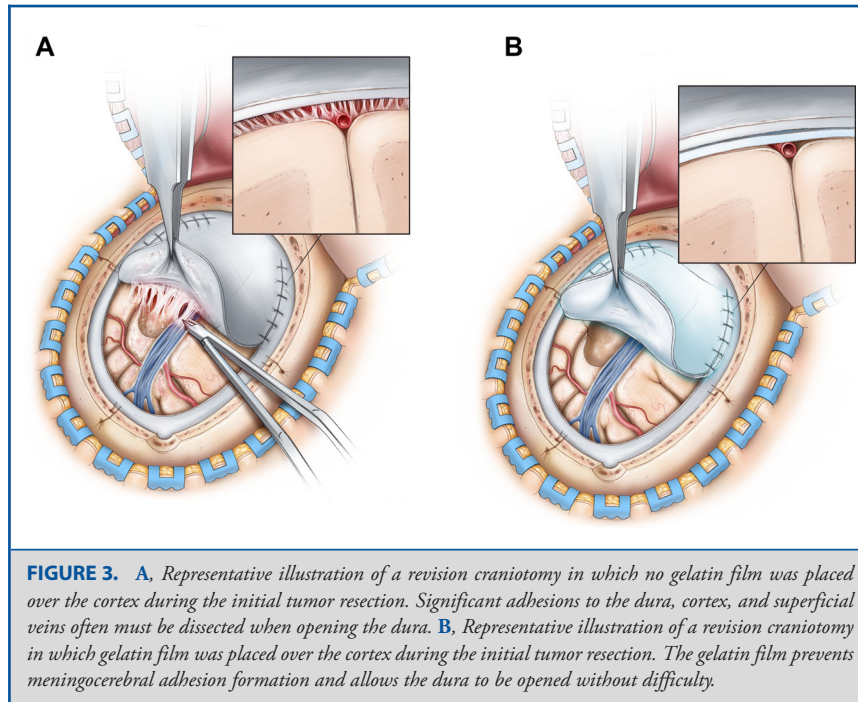 A
B
FIGURE 3. A, Representative illustration of a revision craniotomy in which no gelatin film was placed
over the cortex during the initial tumor resection. Significant adhesions to the dura, cortex, and superficial
veins often must be dissected when opening the dura. B, Representative illustration of a revision craniotomy
in which gelatin film was placed over the cortex during the initial tumor resection. The gelatin film prevents
meningocerebral adhesion formation and allows the dura to be opened without difficulty.